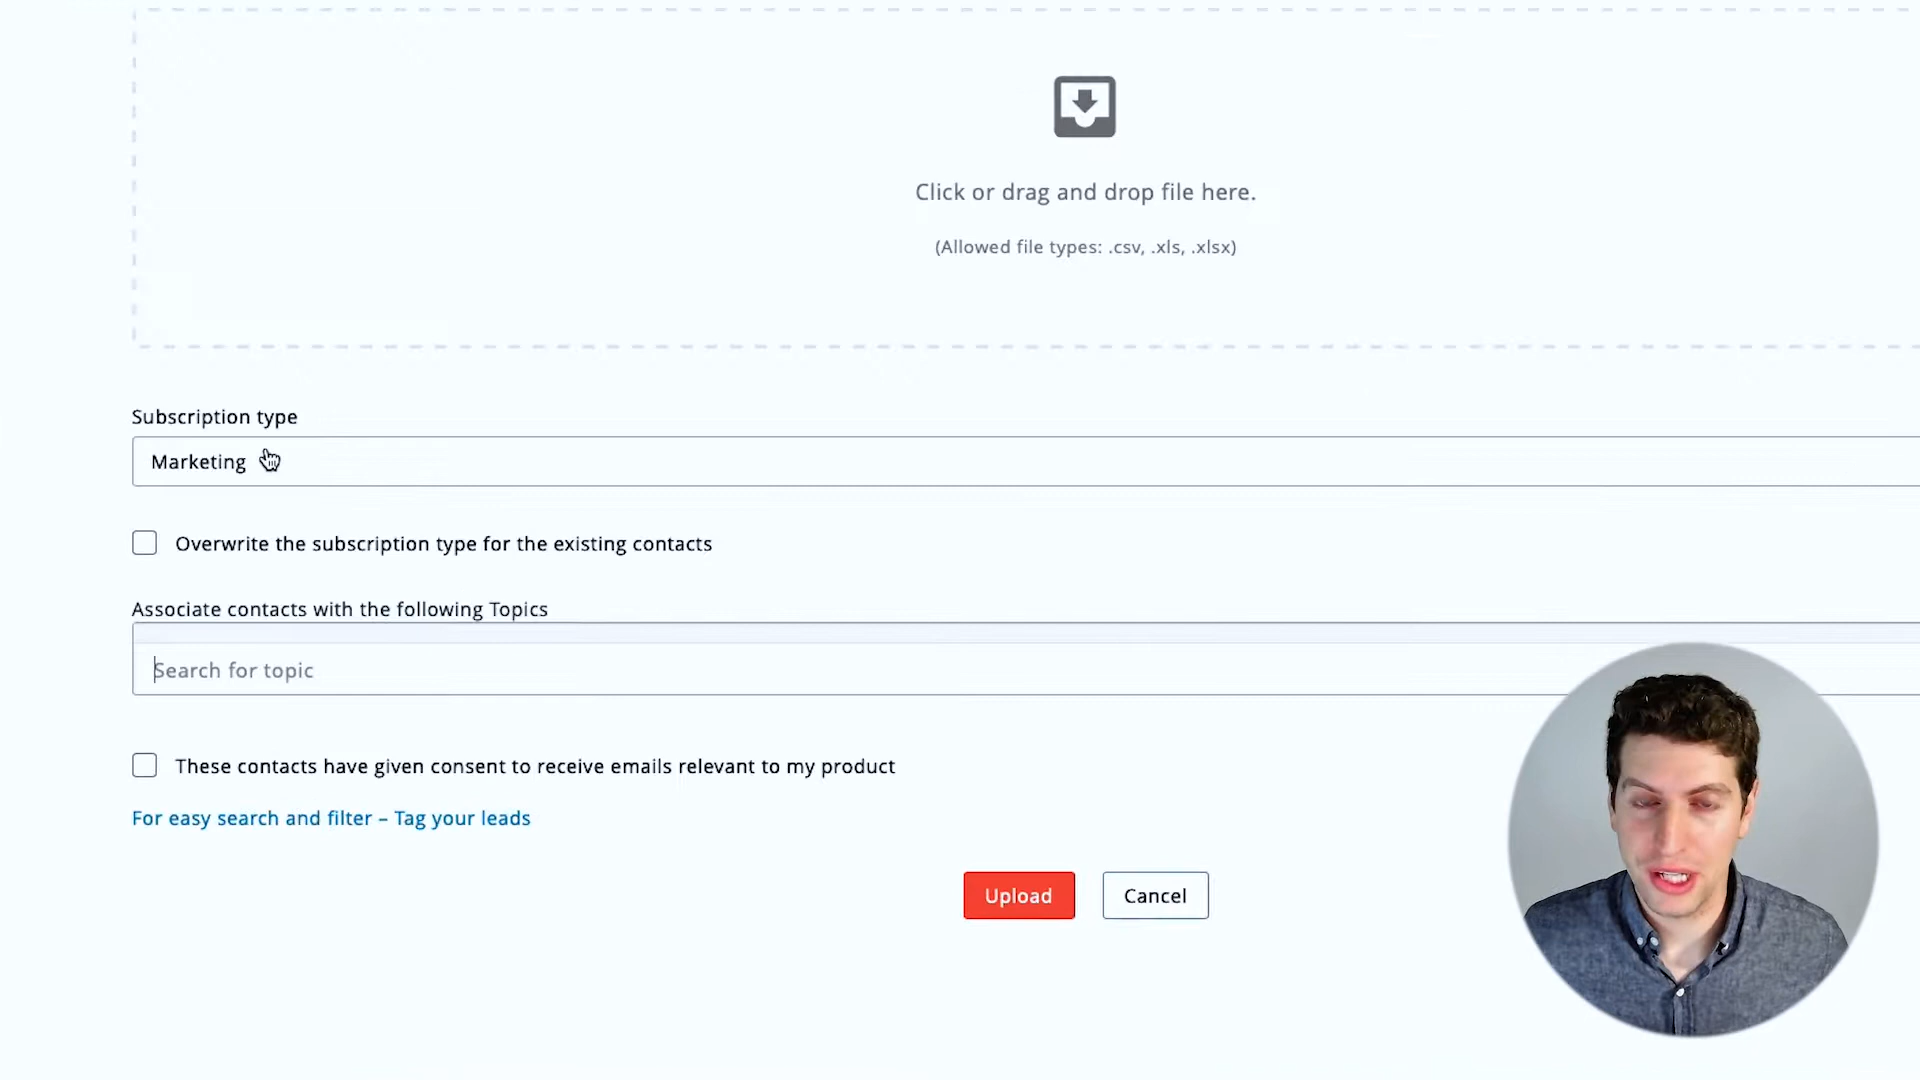 Click or drag and drop file here.
(Allowed file types: .csv, .xls, .xlsx)
Subscription type
Marketing
Overwrite the subscription type for the existing contacts
Associate contacts with the following Topics
Search for topic
These contacts have given consent to receive emails relevant to my product
For easy search and filter – Tag your leads
Upload Cancel